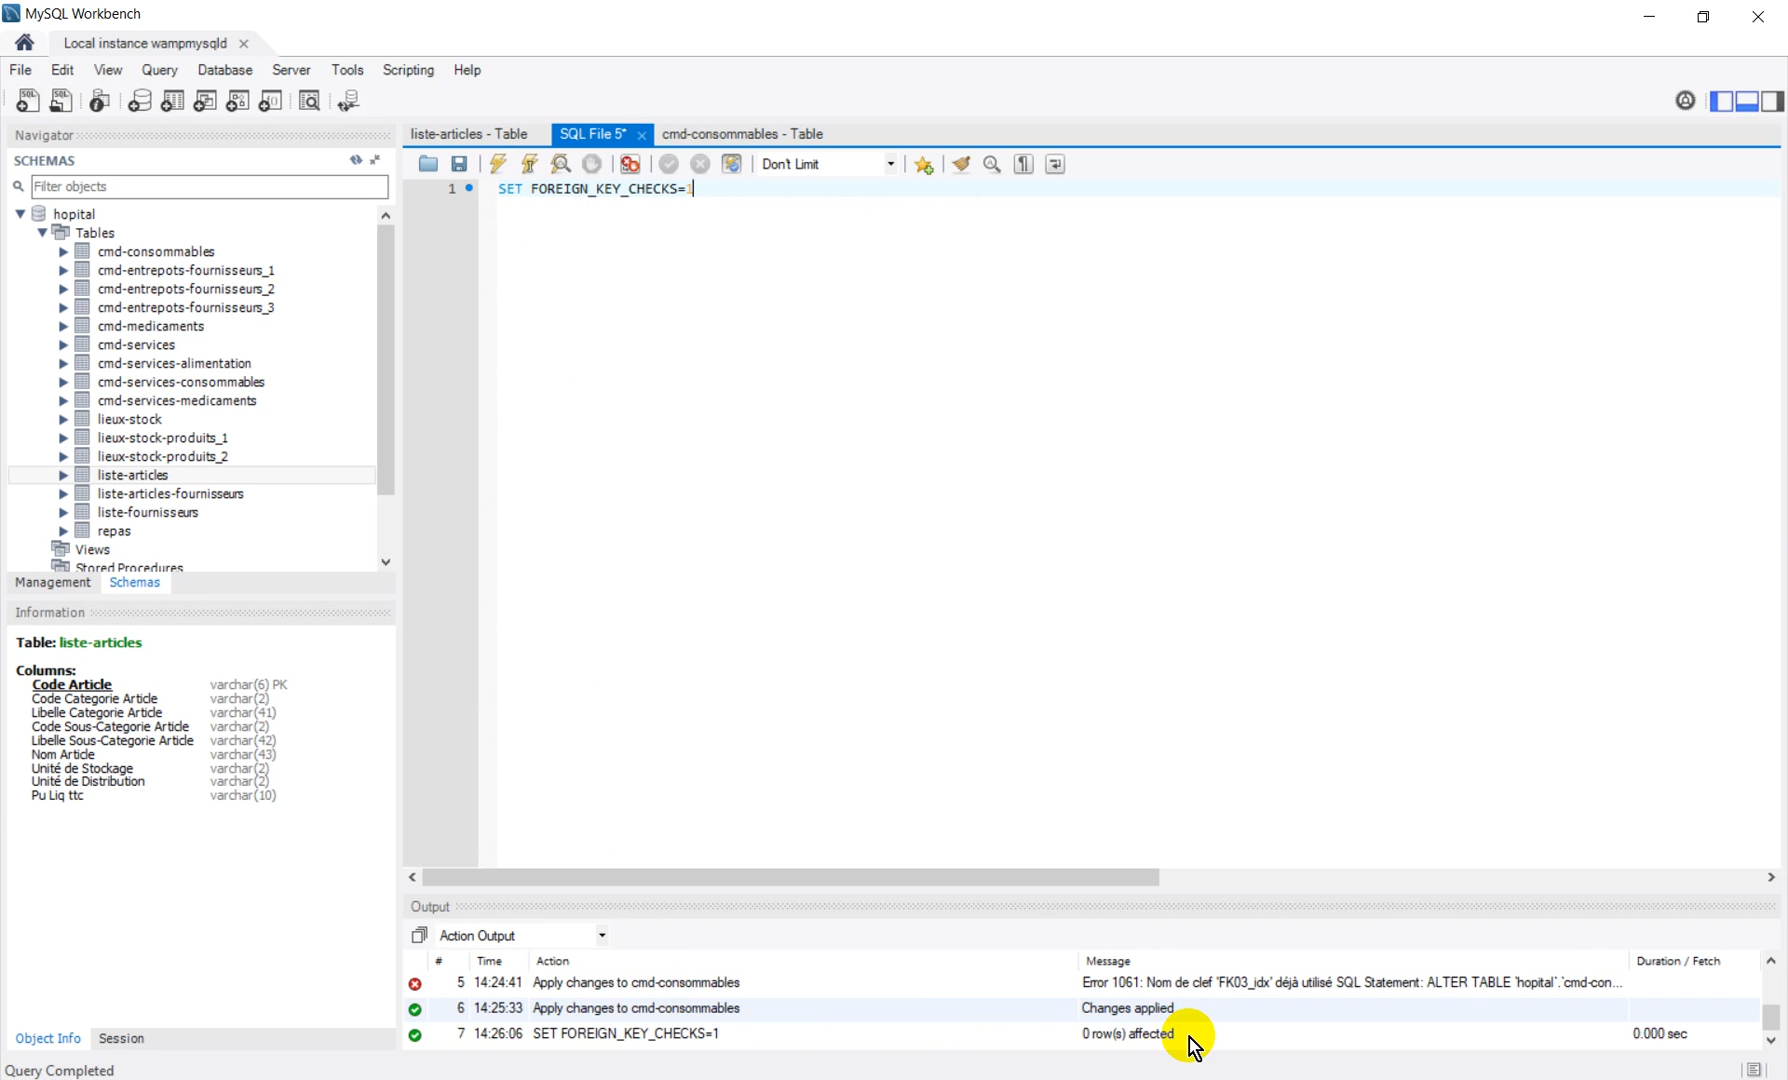 MySQL Workbench
Local instance wampmysqld
File Edit View Query Database Server Tools Scripting Help
Navigator
SCHEMAS
Filter objects
hopital
Tables
cmd-consommables
cmd-entrepots-fournisseurs_1
cmd-entrepots-fournisseurs_2
cmd-entrepots-fournisseurs_3
cmd-medicaments
cmd-services
cmd-services-alimentation
cmd-services-consommables
cmd-services-medicaments
lieux-stock
lieux-stock-produits_1
lieux-stock-produits_2
liste-articles
liste-articles-fournisseurs
liste-fournisseurs
repas
Views
Stored Procedures
Management Schemas
Information
Table: liste-articles
Columns:
Code Article varchar(6) PK
Code Categorie Article varchar(2)
Libelle Categorie Article varchar(41)
Code Sous-Categorie Article varchar(2)
Libelle Sous-Categorie Article varchar(42)
Nom Article varchar(43)
Unité de Stockage varchar(2)
Unité de Distribution varchar(2)
Pu Liq ttc varchar(10)
Object Info Session
Query Completed
liste-articles - Table SQL File 5* cmd-consommables - Table
Don't Limit
1 SET FOREIGN_KEY_CHECKS=1
Output
Action Output
# Time Action Message Duration / Fetch
5 14:24:41 Apply changes to cmd-consommables Error 1061: Nom de clef 'FK03_idx' déjà utilisé SQL Statement: ALTER TABLE `hopital`.`cmd-con...
6 14:25:33 Apply changes to cmd-consommables Changes applied
7 14:26:06 SET FOREIGN_KEY_CHECKS=1 0 row(s) affected 0.000 sec